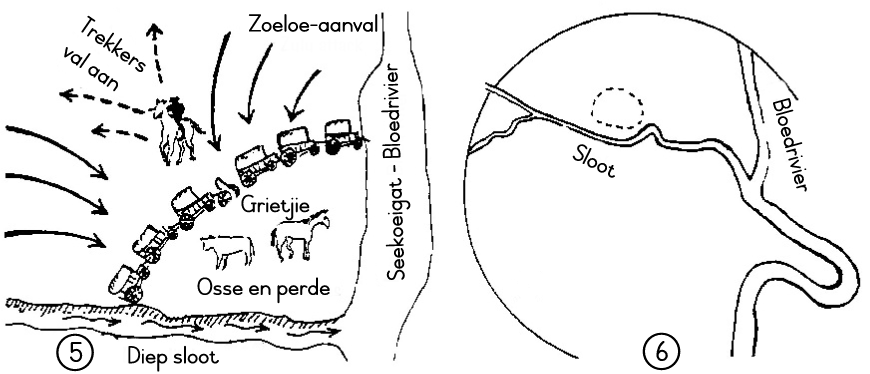 Trekkers
val aan
Zoeloe-aanval
Seekoeigat - Bloedrivier
Grietjie
Osse en perde
5
Diep sloot
Sloot
Bloedrivier
6